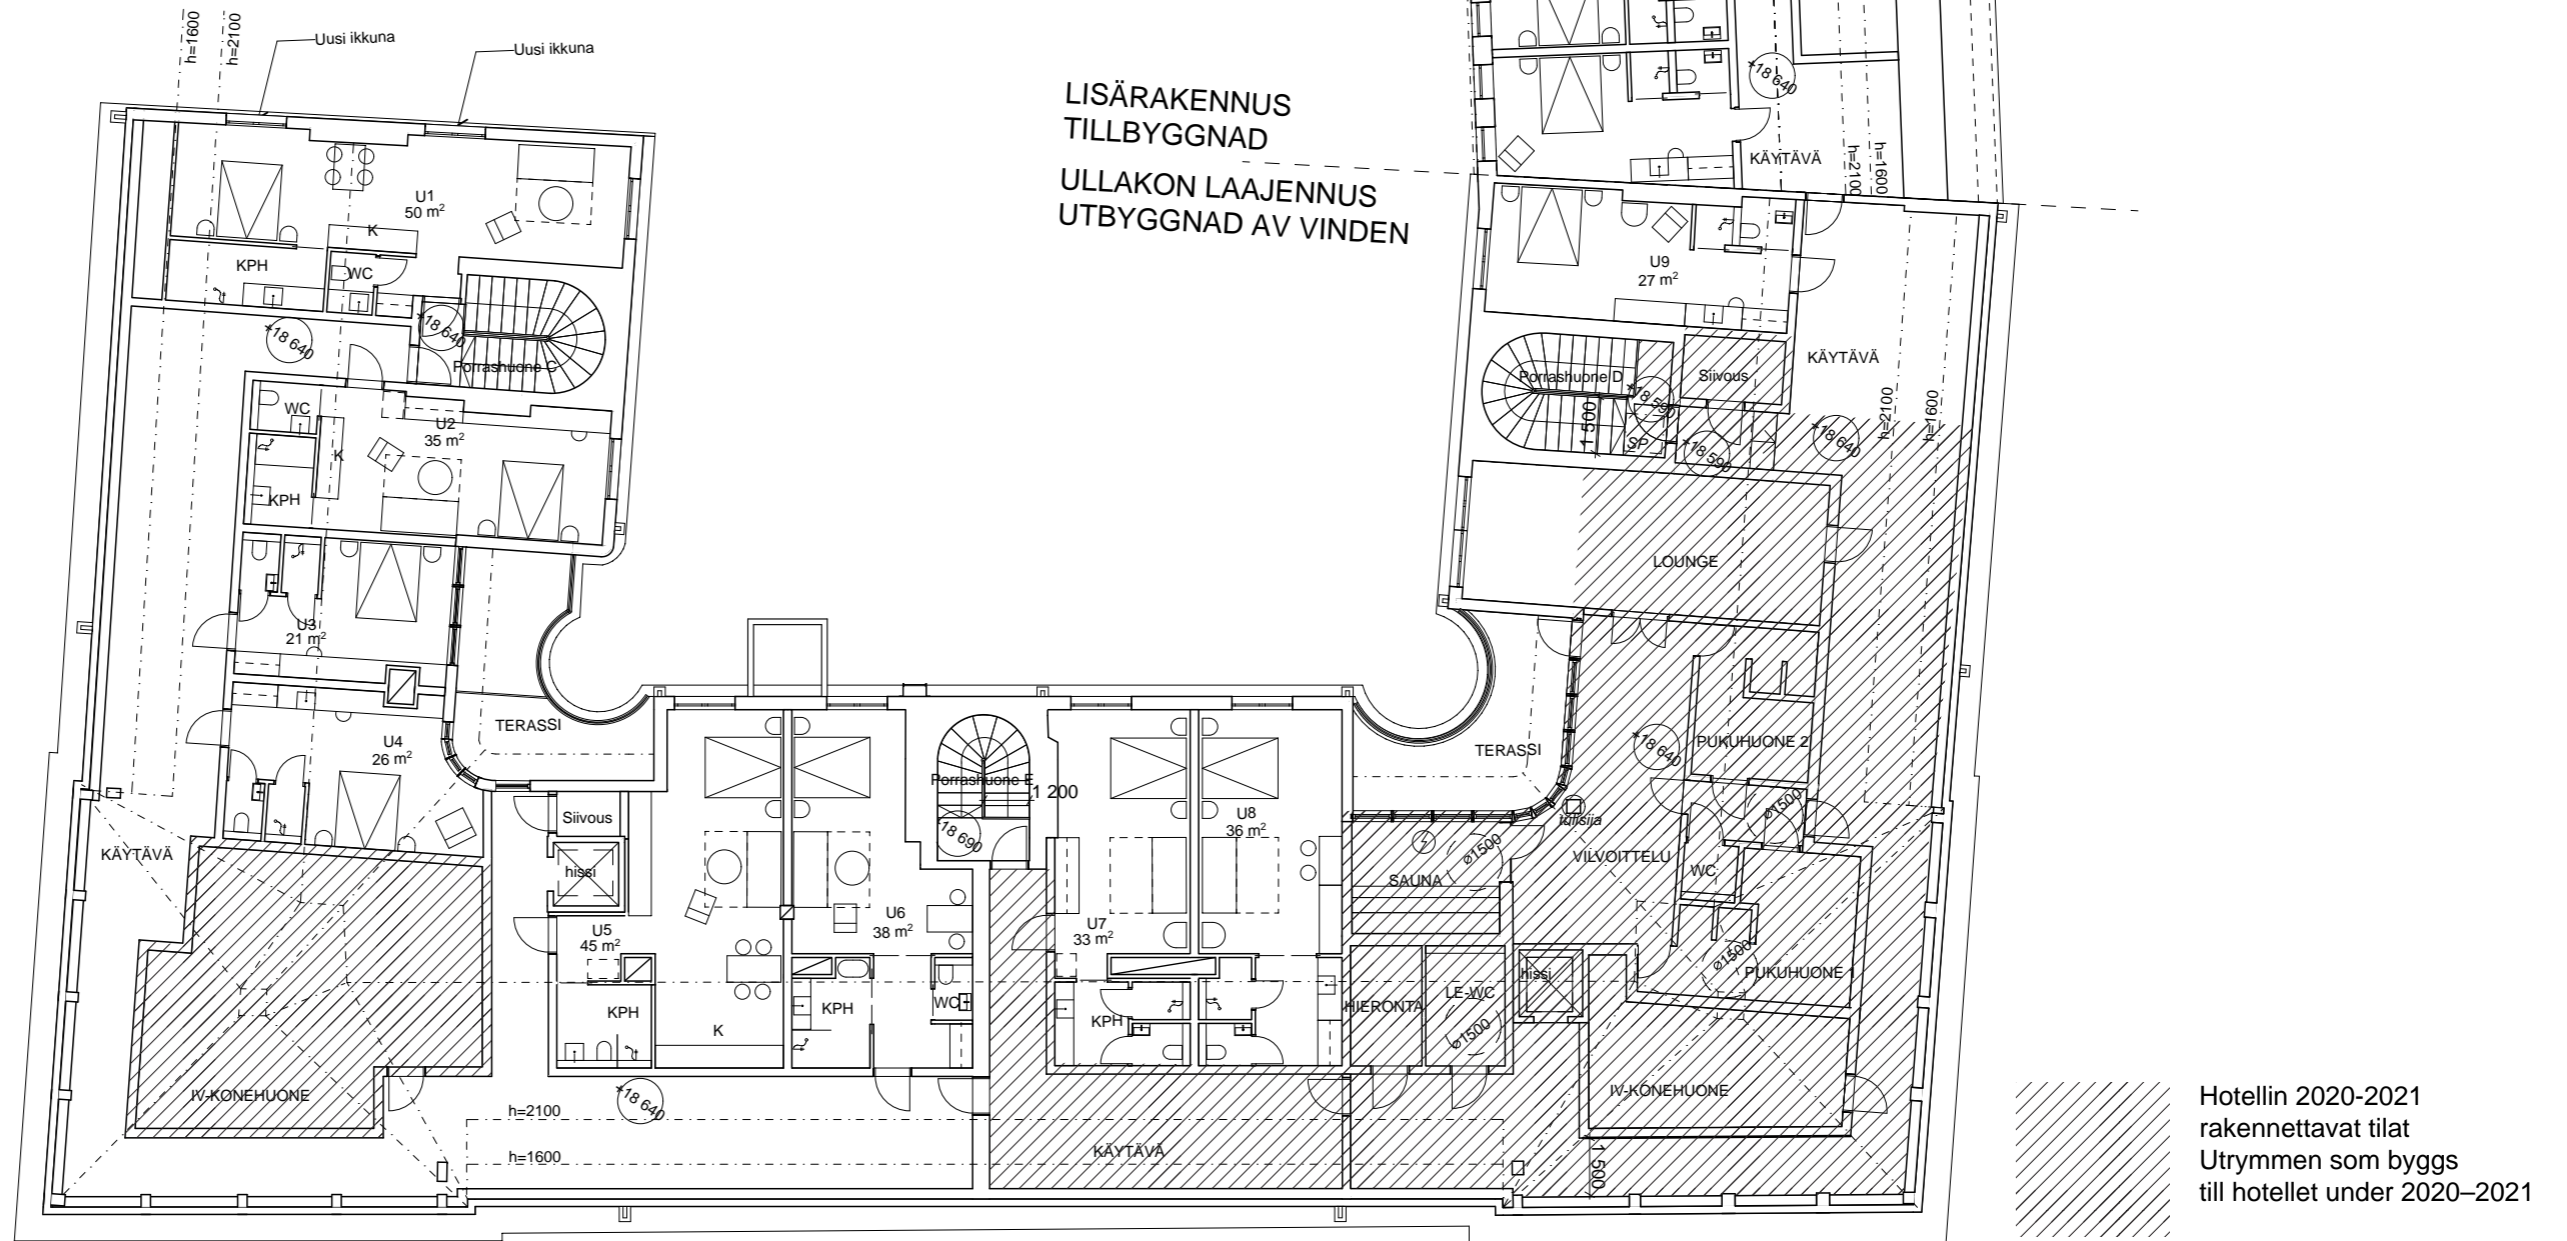 h=1600
h=2100
Uusi ikkuna
Uusi ikkuna
LISÄRAKENNUS
TILLBYGGNAD
ULLAKON LAAJENNUS
UTBYGGNAD AV VINDEN
+18 640
KÄYTÄVÄ
h=2100
h=1600
U1
50 m²
K
KPH
WC
+18 640
+18 640
Porrashuone C
U9
27 m²
KÄYTÄVÄ
Porrashuone D
Siivous
+18 590
1 500
SP
+18 590
+18 640
h=2100
h=1600
WC
U2
35 m²
K
KPH
LOUNGE
U3
21 m²
TERASSI
U4
26 m²
TERASSI
+18 640
PUKUHUONE 2
Porrashuone E
1 200
+18 690
Siivous
hissi
U8
36 m²
tulisija
⌀1500
⌀1500
KÄYTÄVÄ
VILVOITTELU
SAUNA
WC
U5
45 m²
U6
38 m²
U7
33 m²
⌀1500
PUKUHUONE 1
hissi
HIERONTA
LE-WC
⌀1500
KPH
K
KPH
WC
KPH
IV-KONEHUONE
IV-KONEHUONE
+18 640
h=2100
h=1600
KÄYTÄVÄ
1 500
Hotellin 2020-2021
rakennettavat tilat
Utrymmen som byggs
till hotellet under 2020–2021